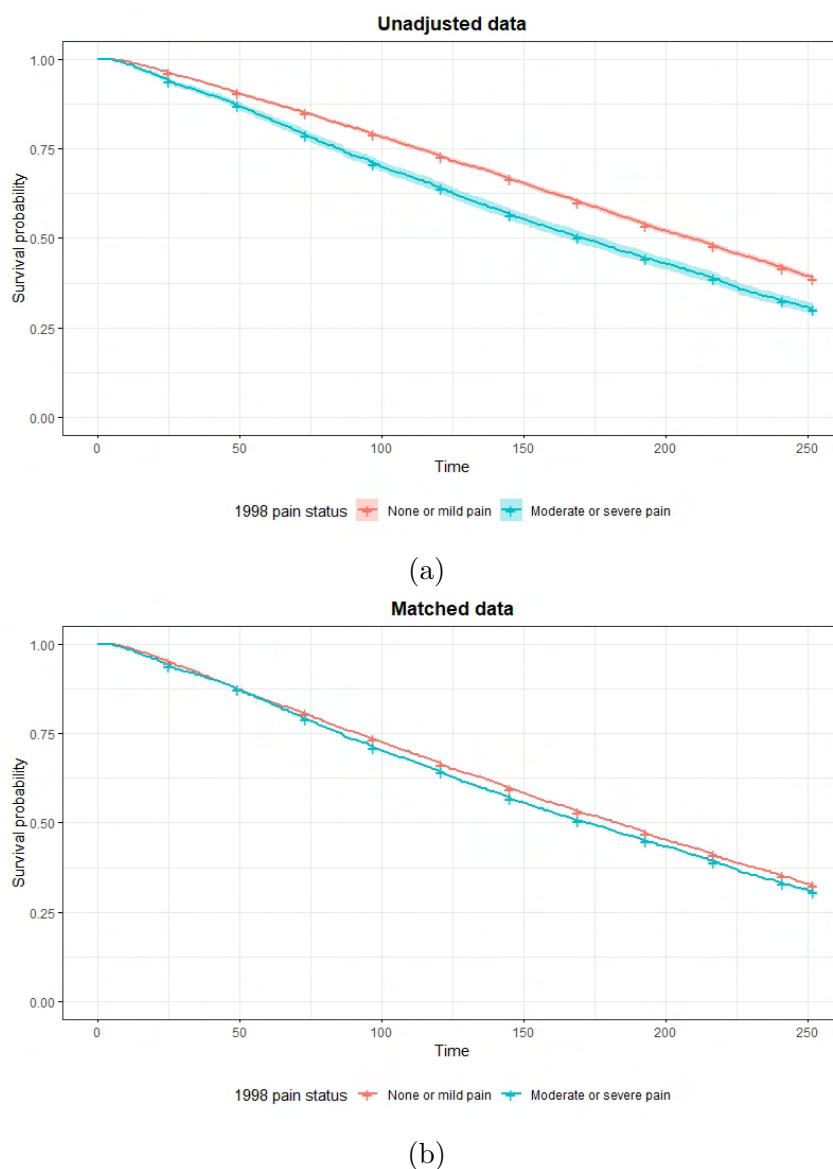 Unadjusted data
1.00
0.75
0.50
0.25
0.00
Survival probability
0 50 100 150 200 250
Time
1998 pain status None or mild pain Moderate or severe pain
(a)
Matched data
1.00
0.75
0.50
0.25
0.00
Survival probability
0 50 100 150 200 250
Time
1998 pain status None or mild pain Moderate or severe pain
(b)